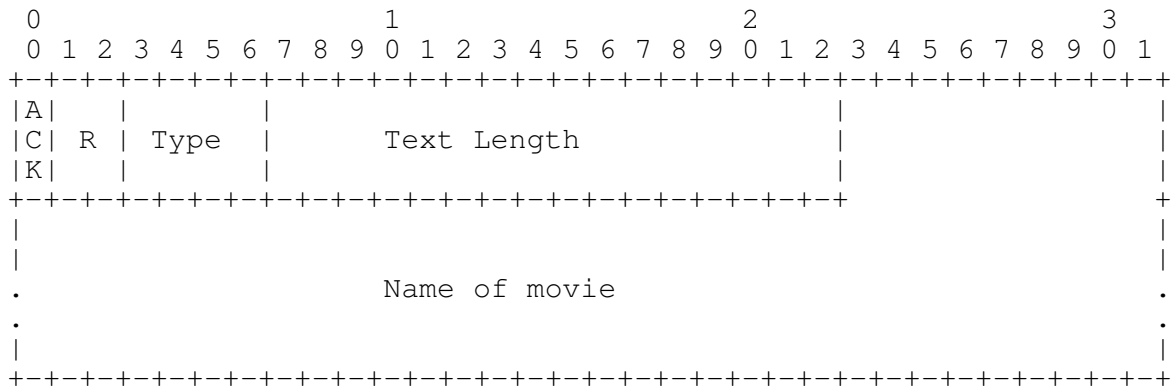 0 1 2 3
0 1 2 3 4 5 6 7 8 9 0 1 2 3 4 5 6 7 8 9 0 1 2 3 4 5 6 7 8 9 0 1
+-+-+-+-+-+-+-+-+-+-+-+-+-+-+-+-+-+-+-+-+-+-+-+-+-+-+-+-+-+-+-+-+
|A| | | | |
|C| R | Type | Text Length | |
|K| | | | |
+-+-+-+-+-+-+-+-+-+-+-+-+-+-+-+-+-+-+-+-+-+-+-+ +
| |
| |
. Name of movie .
. .
| |
+-+-+-+-+-+-+-+-+-+-+-+-+-+-+-+-+-+-+-+-+-+-+-+-+-+-+-+-+-+-+-+-+